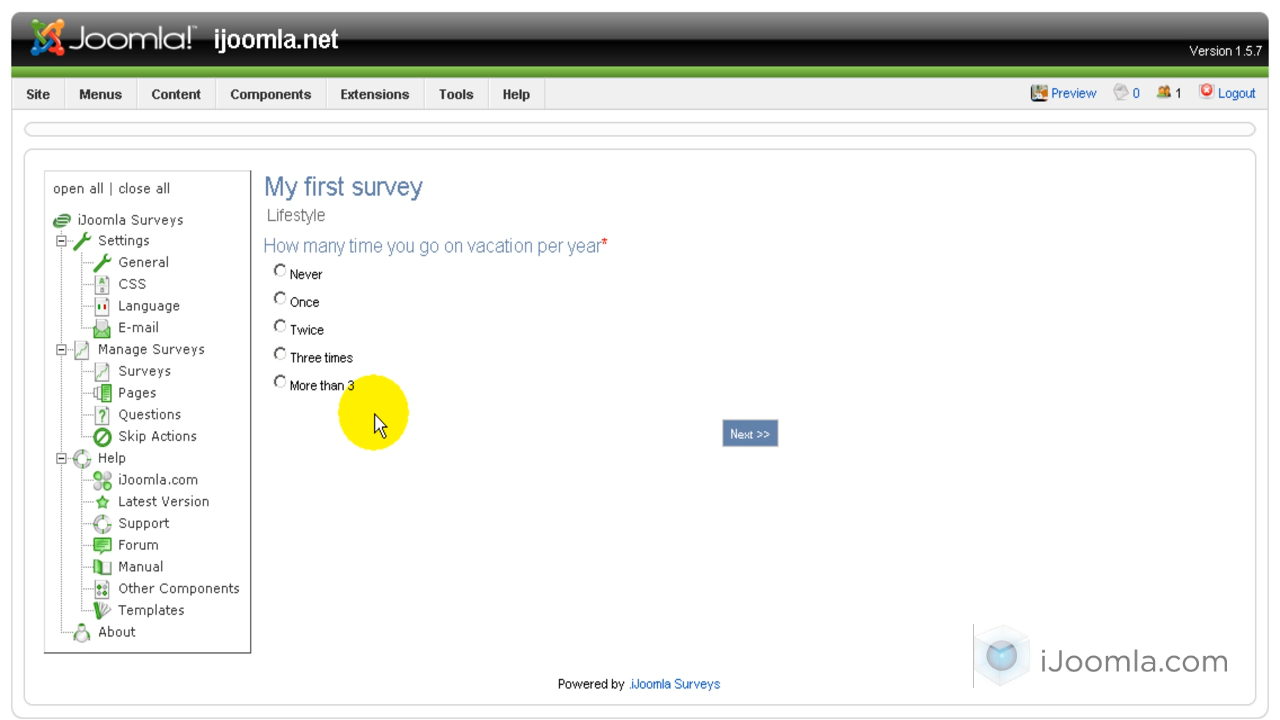 Joomla! ijoomla.net
Version 1.5.7
Site Menus Content Components Extensions Tools Help Preview 0 1 Logout
open all | close all
iJoomla Surveys
Settings
General
CSS
Language
E-mail
Manage Surveys
Surveys
Pages
Questions
Skip Actions
Help
iJoomla.com
Latest Version
Support
Forum
Manual
Other Components
Templates
About
My first survey
Lifestyle
How many time you go on vacation per year*
Never
Once
Twice
Three times
More than 3
Next >>
Powered by iJoomla Surveys
iJoomla.com